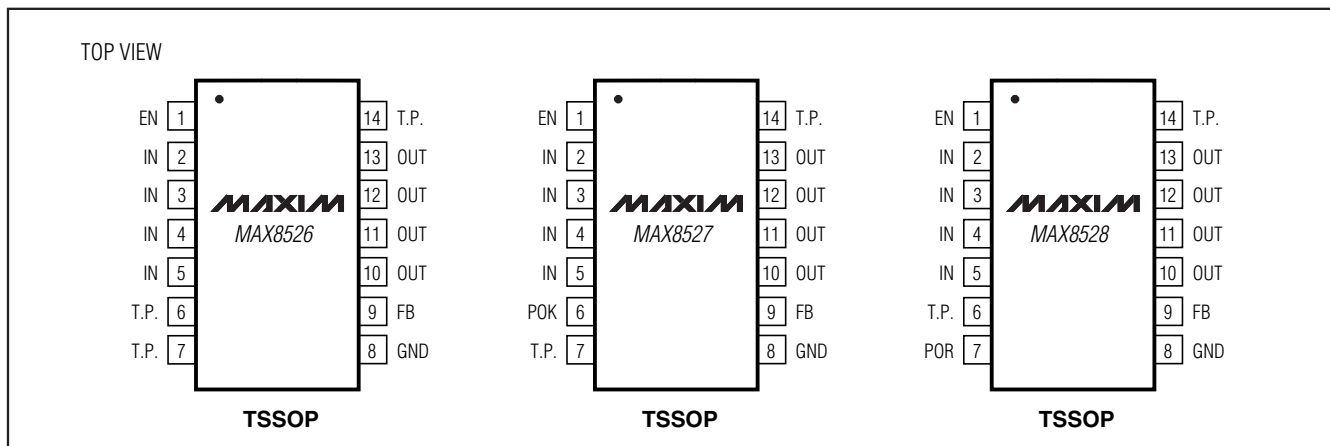 TOP VIEW
EN 1 14 T.P.
IN 2 13 OUT
IN 3 12 OUT
IN 4 11 OUT
IN 5 10 OUT
T.P. 6 9 FB
T.P. 7 8 GND
MAXIM
MAX8526
TSSOP
EN 1 14 T.P.
IN 2 13 OUT
IN 3 12 OUT
IN 4 11 OUT
IN 5 10 OUT
POK 6 9 FB
T.P. 7 8 GND
MAXIM
MAX8527
TSSOP
EN 1 14 T.P.
IN 2 13 OUT
IN 3 12 OUT
IN 4 11 OUT
IN 5 10 OUT
T.P. 6 9 FB
POR 7 8 GND
MAXIM
MAX8528
TSSOP